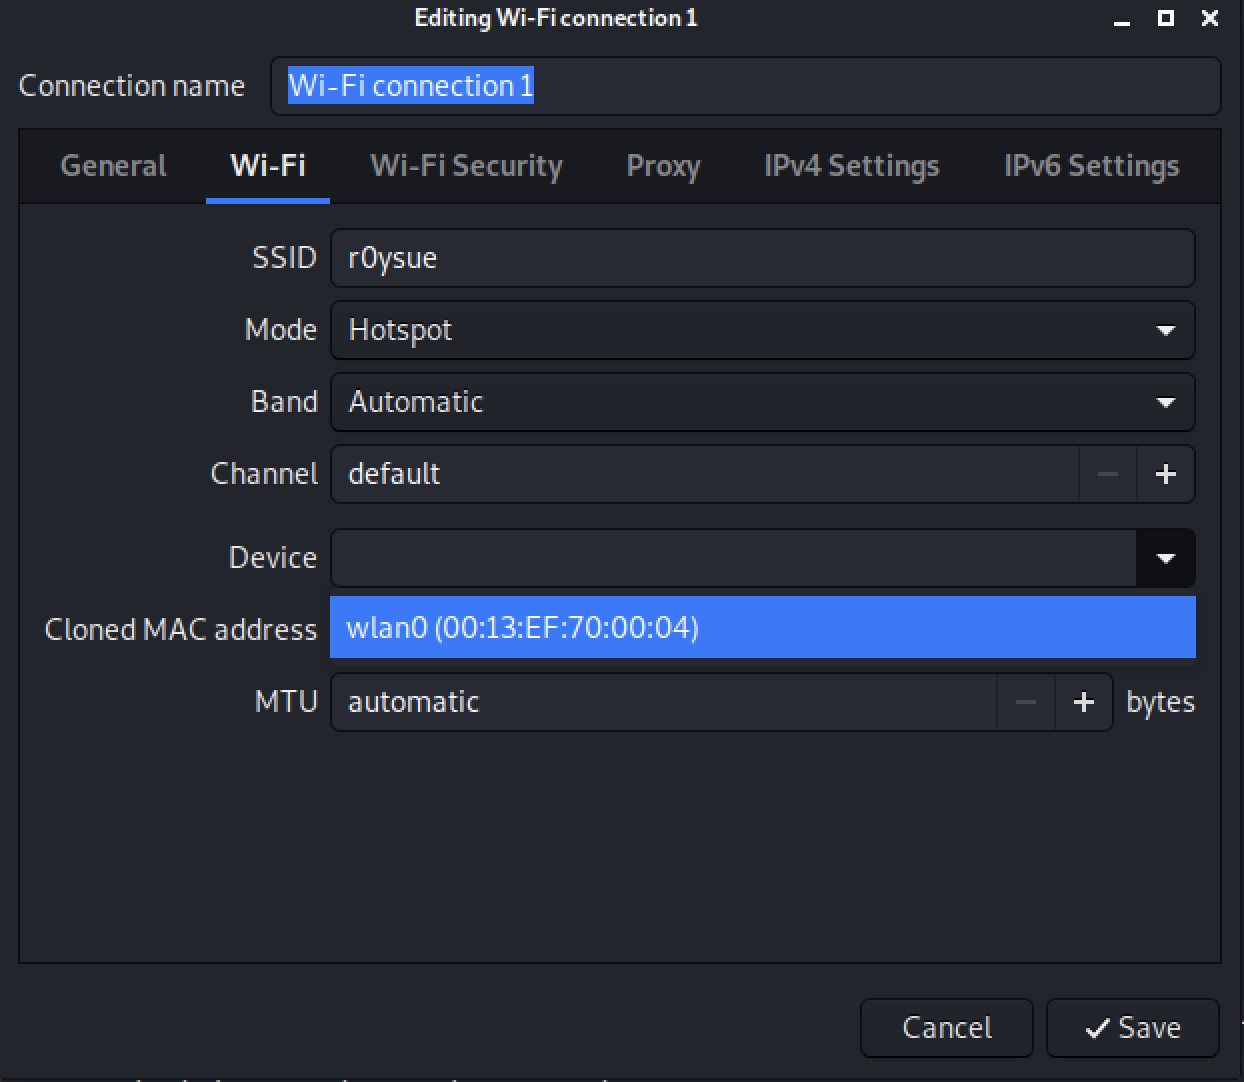 Editing Wi-Fi connection 1
Connection name Wi-Fi connection 1
General Wi-Fi Wi-Fi Security Proxy IPv4 Settings IPv6 Settings
SSID r0ysue
Mode Hotspot
Band Automatic
Channel default
Device
Cloned MAC address wlan0 (00:13:EF:70:00:04)
MTU automatic bytes
Cancel Save